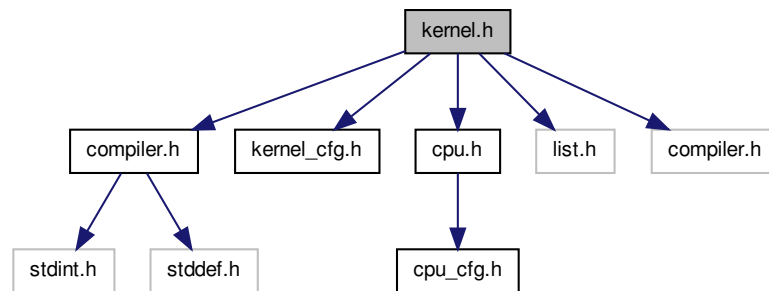 kernel.h
compiler.h
kernel_cfg.h
cpu.h
list.h
compiler.h
stdint.h
stddef.h
cpu_cfg.h